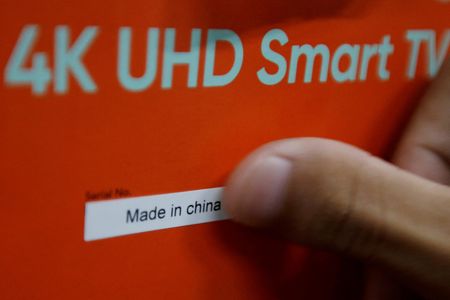 4K UHD Smart TV
Serial No.
Made in china